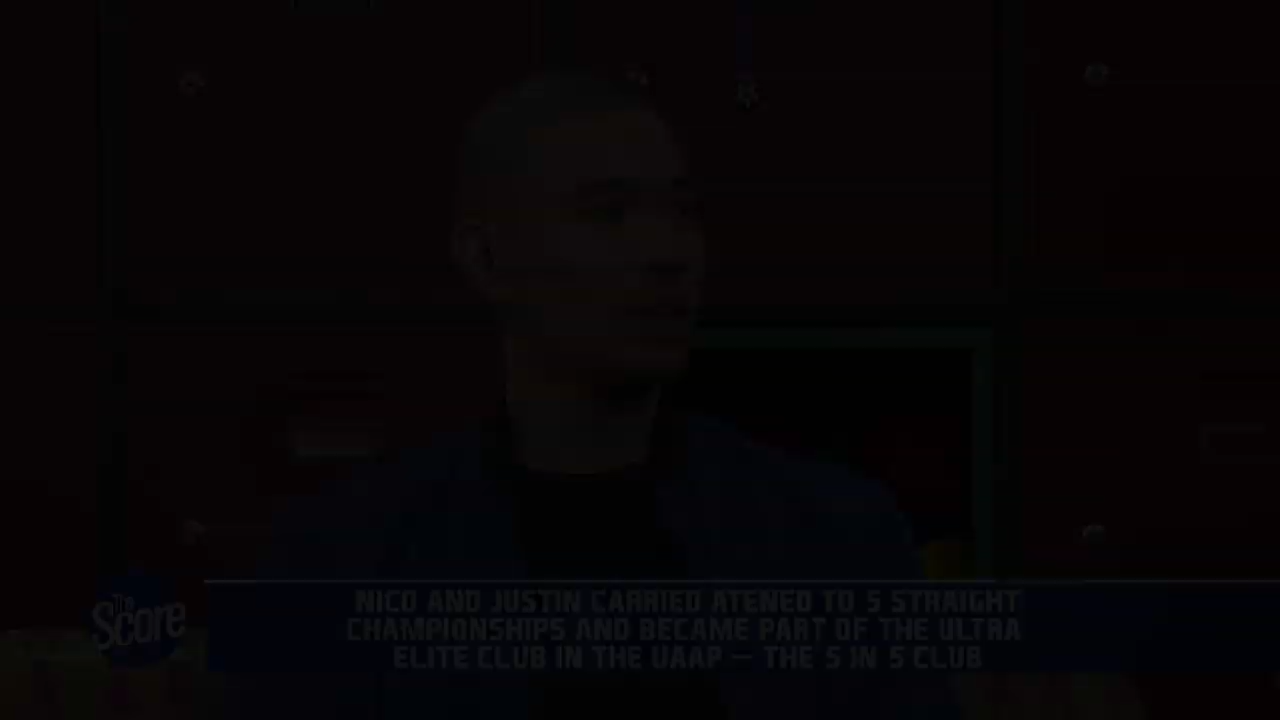 The
Score
NICO AND JUSTIN CARRIED ATENEO TO 5 STRAIGHT
CHAMPIONSHIPS AND BECAME PART OF THE ULTRA
ELITE CLUB IN THE UAAP – THE 5 IN 5 CLUB